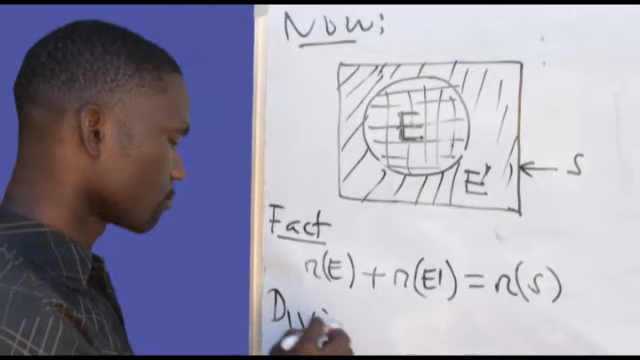 Now:
E
E'
S
Fact
n(E) + n(E') = n(S)